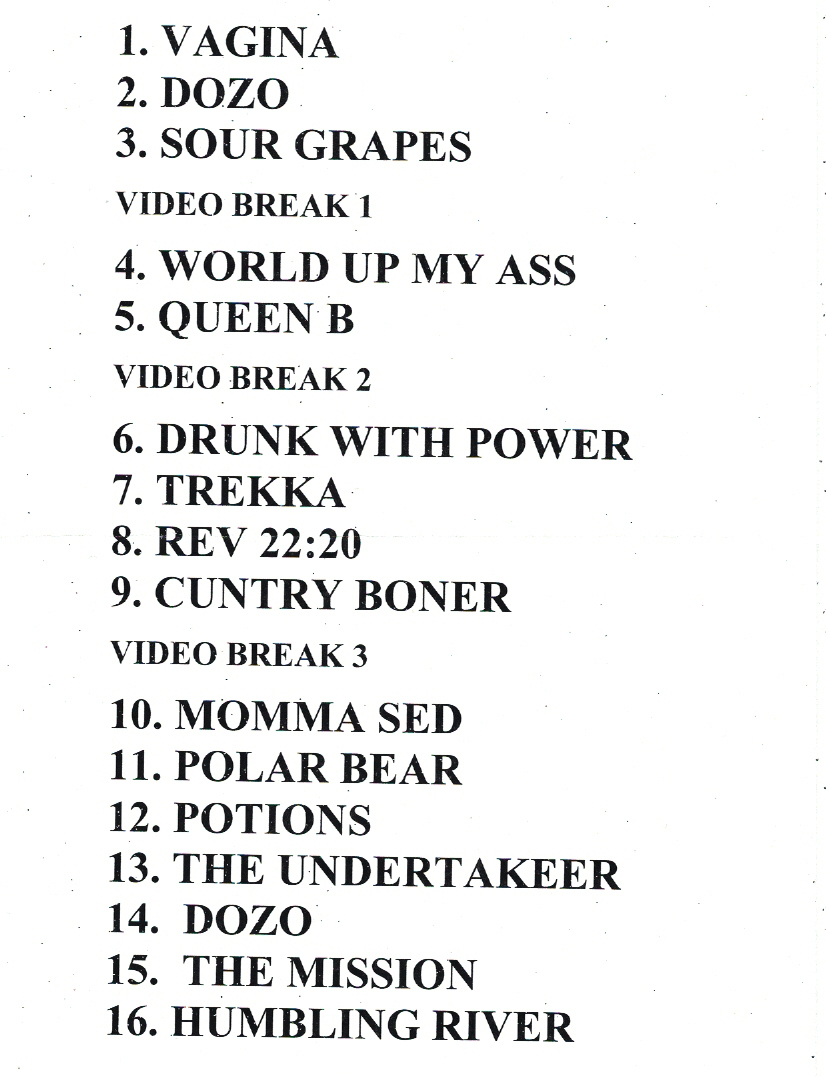 1. VAGINA
2. DOZO
3. SOUR GRAPES
VIDEO BREAK 1
4. WORLD UP MY ASS
5. QUEEN B
VIDEO BREAK 2
6. DRUNK WITH POWER
7. TREKKA
8. REV 22:20
9. CUNTRY BONER
VIDEO BREAK 3
10. MOMMA SED
11. POLAR BEAR
12. POTIONS
13. THE UNDERTAKEER
14. DOZO
15. THE MISSION
16. HUMBLING RIVER